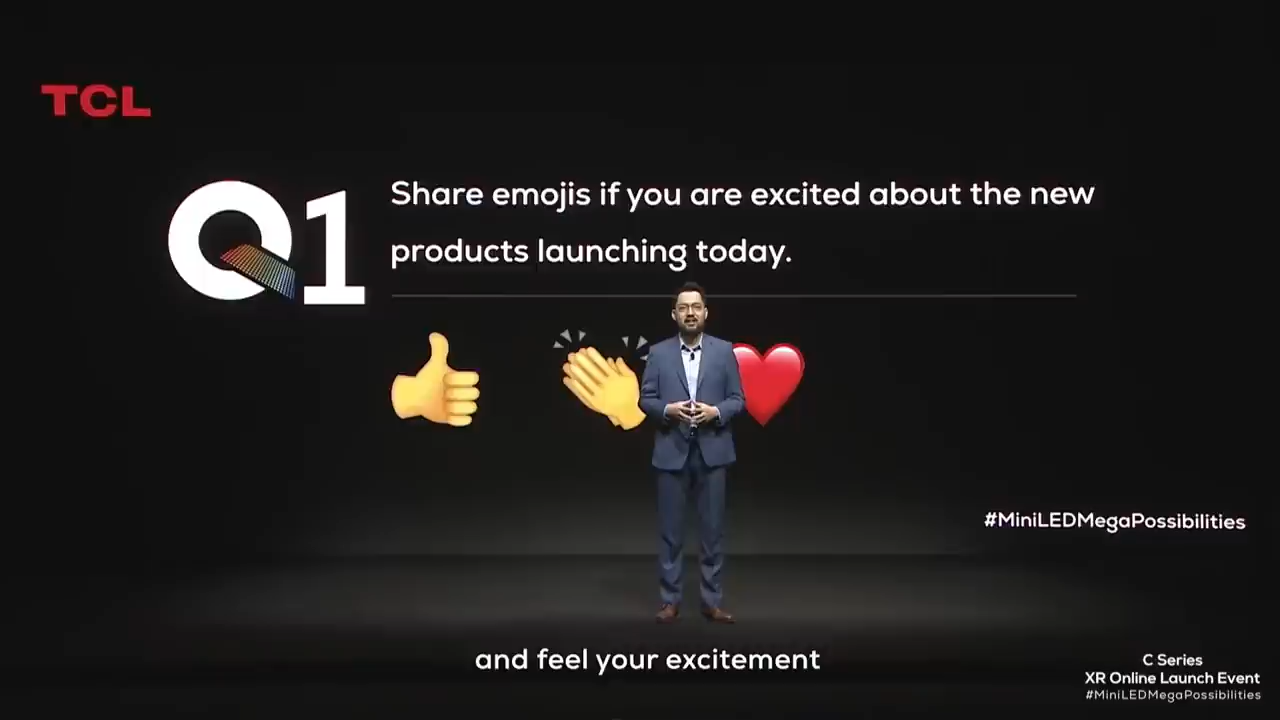 TCL
Q1
Share emojis if you are excited about the new
products launching today.
#MiniLEDMegaPossibilities
and feel your excitement
C Series
XR Online Launch Event
#MiniLEDMegaPossibilities